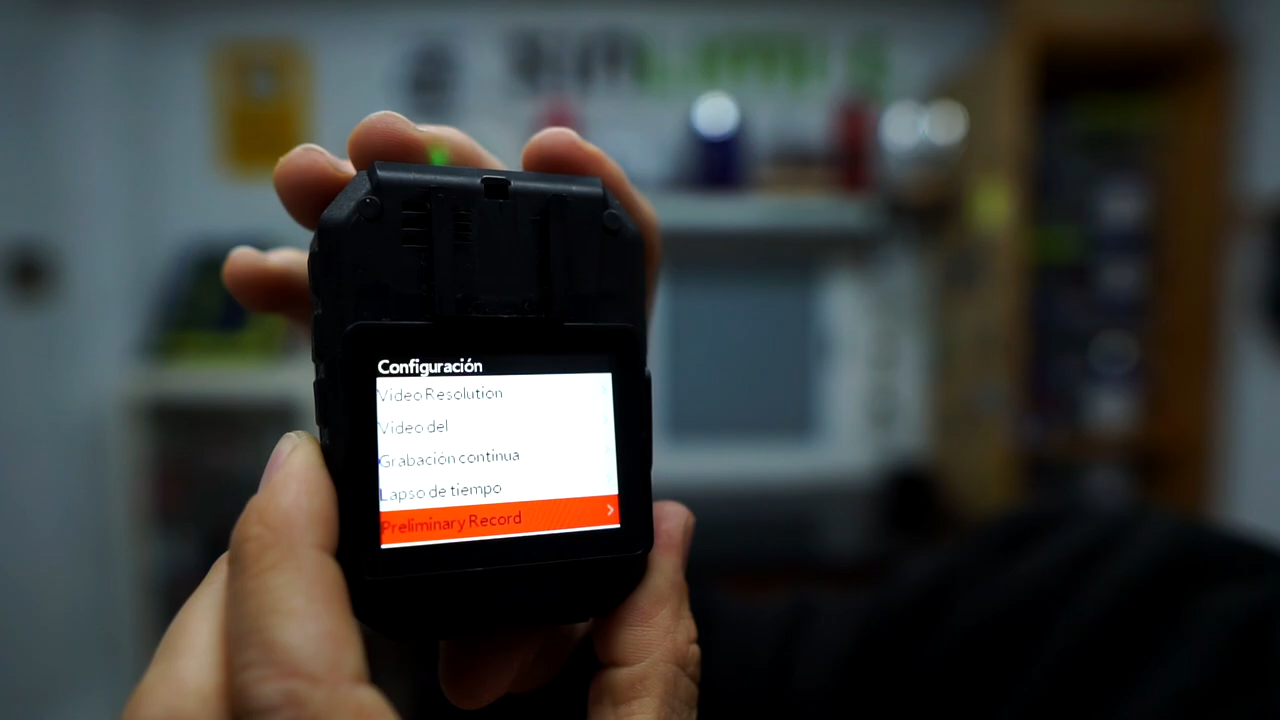 Configuración
Video Resolution
Video del
Grabación continua
Lapso de tiempo
Preliminary Record